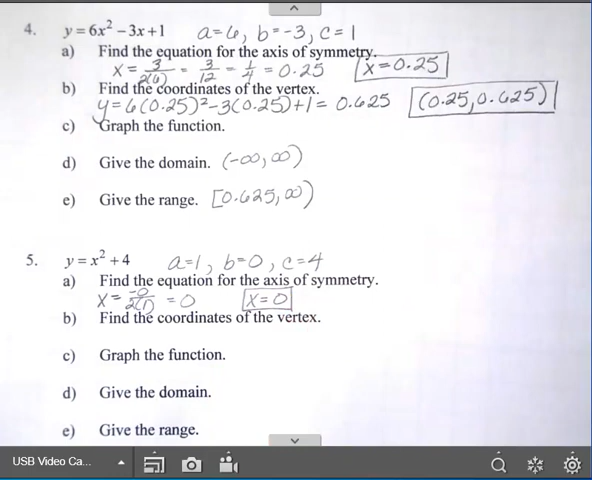 4. y = 6x² − 3x + 1 a=6, b=-3, c=1
a) Find the equation for the axis of symmetry.
x = 3/2(6) = 3/12 = 1/4 = 0.25 x=0.25
b) Find the coordinates of the vertex.
y=6(0.25)²-3(0.25)+1 = 0.625 (0.25, 0.625)
c) Graph the function.
d) Give the domain. (-∞, ∞)
e) Give the range. [0.625, ∞)
5. y = x² + 4 a=1, b=0, c=4
a) Find the equation for the axis of symmetry.
x = -0/2(1) = 0 x=0
b) Find the coordinates of the vertex.
c) Graph the function.
d) Give the domain.
e) Give the range.
USB Video Ca...